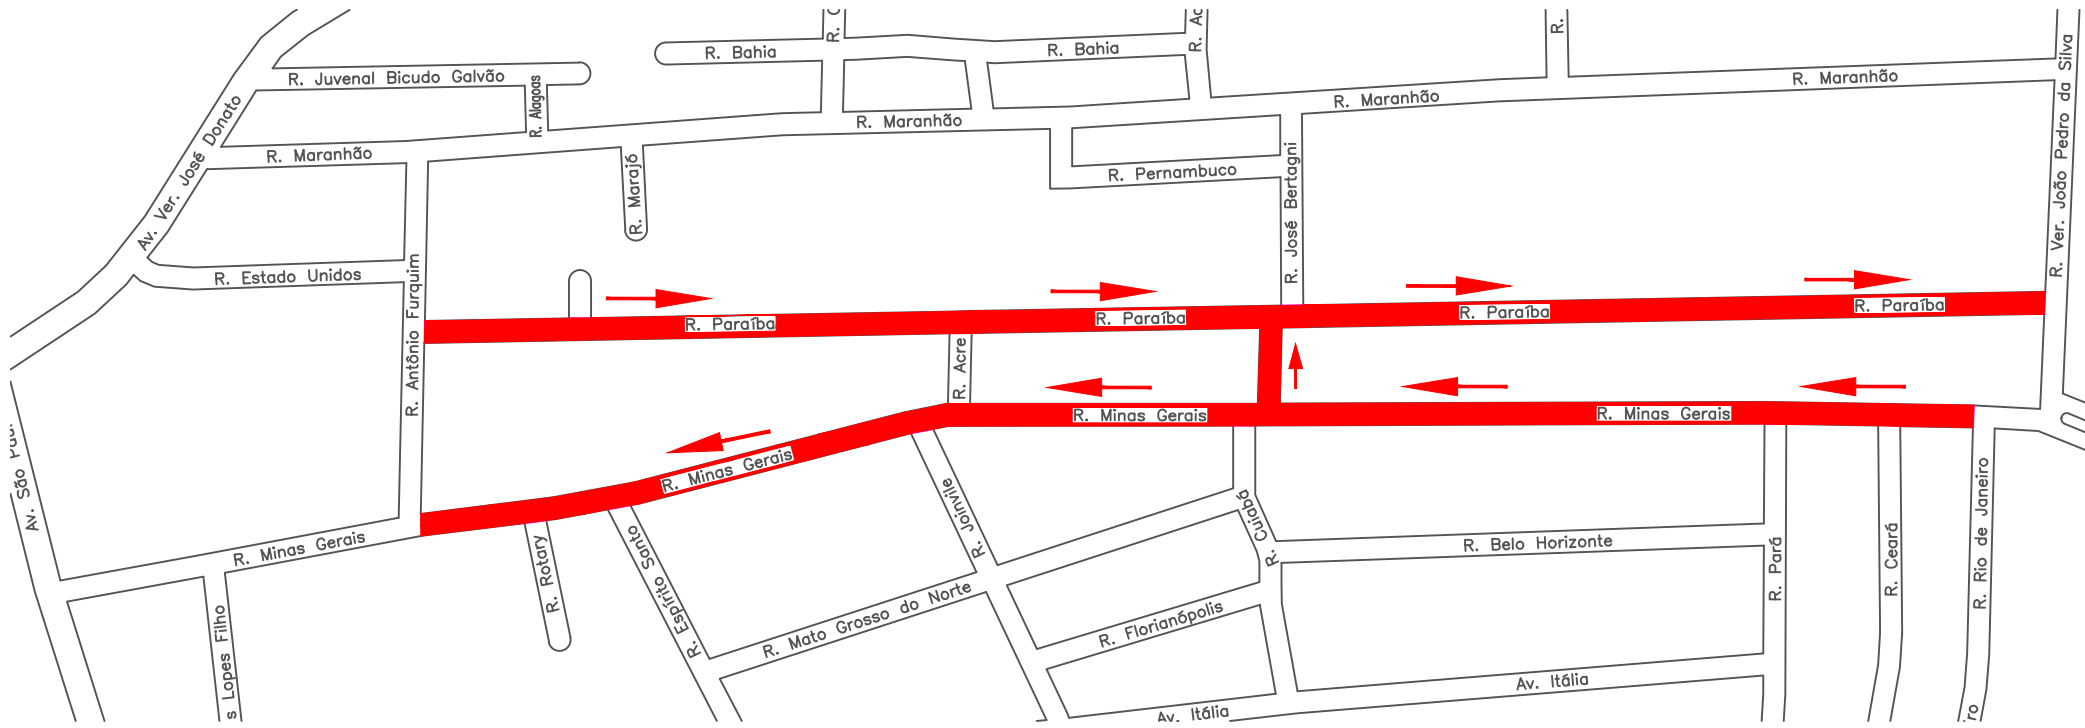 R. Bahia
R. Bahia
R. Juvenal Bicudo Galvão
R. Alagoas
R. Maranhão
R. Maranhão
R. Maranhão
R. Maranhão
Av. Ver. José Donato
R. Marajó
R. Pernambuco
R. José Bertagni
R. Ver. João Pedro da Silva
R. Estado Unidos
R. Antônio Furquim
R. Paraíba
R. Paraíba
R. Paraíba
R. Paraíba
R. Acre
R. Minas Gerais
R. Minas Gerais
R. Minas Gerais
R. Minas Gerais
Av. São
R. Rotary
R. Espírito Santo
R. Joinvile
R. Cuiabá
R. Belo Horizonte
R. Pará
R. Ceará
R. Rio de Janeiro
R. Mato Grosso do Norte
R. Florianópolis
s Lopes Filho
Av. Itália
Av. Itália
R.